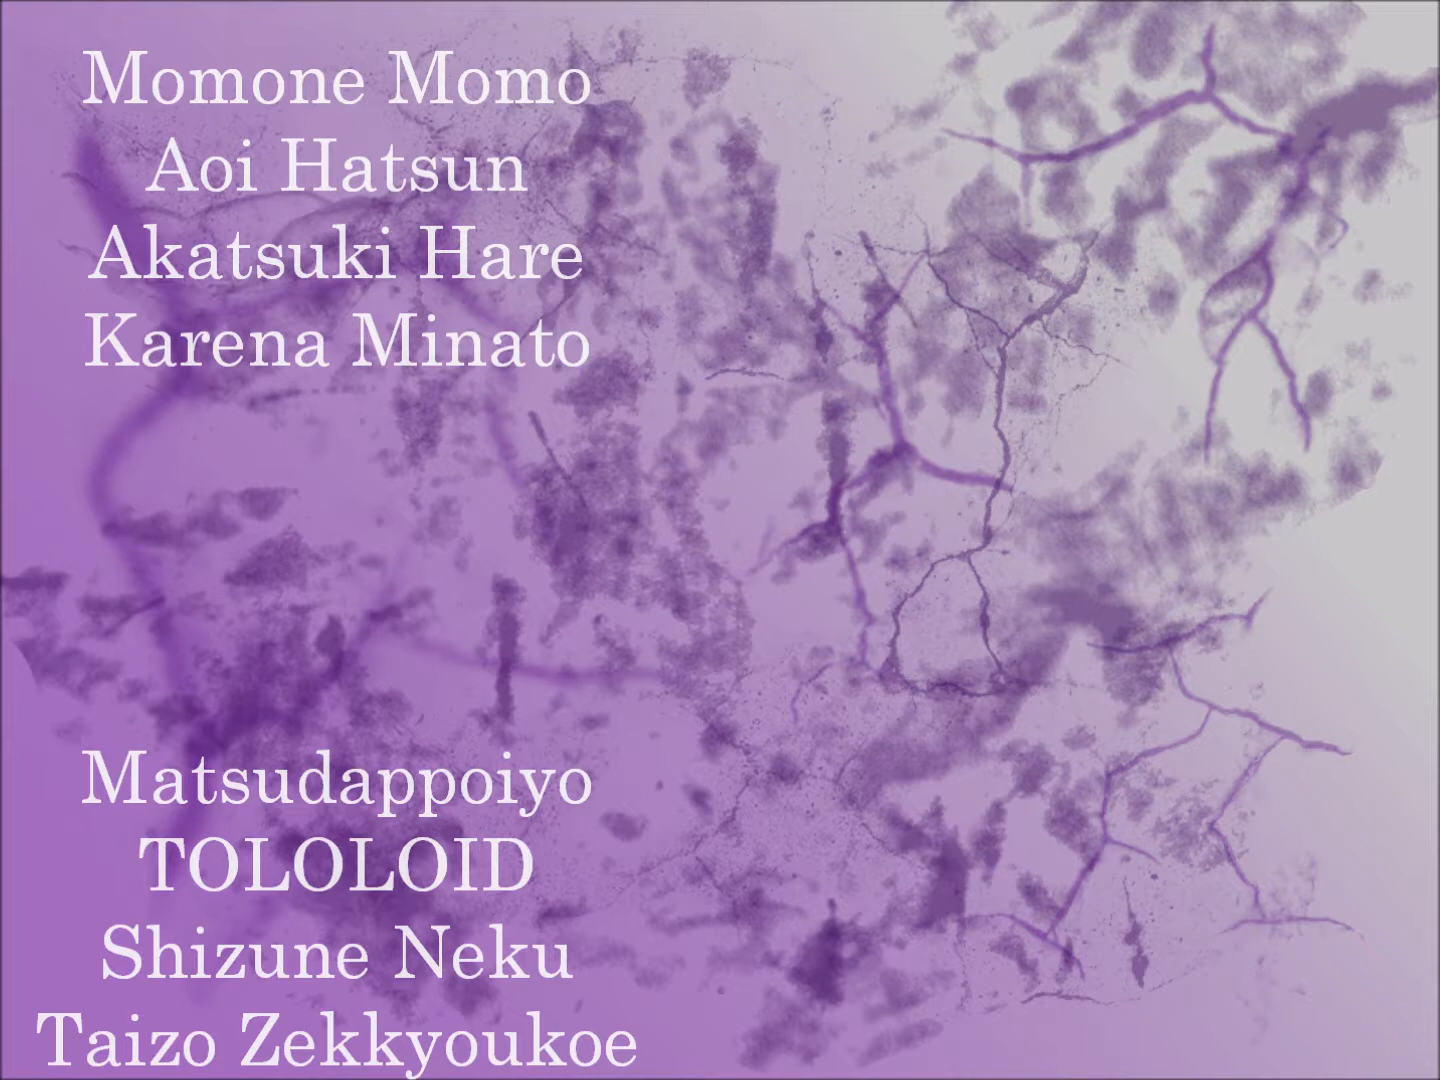 Momone Momo
Aoi Hatsun
Akatsuki Hare
Karena Minato
Matsudappoiyo
TOLOLOID
Shizune Neku
Taizo Zekkyoukoe